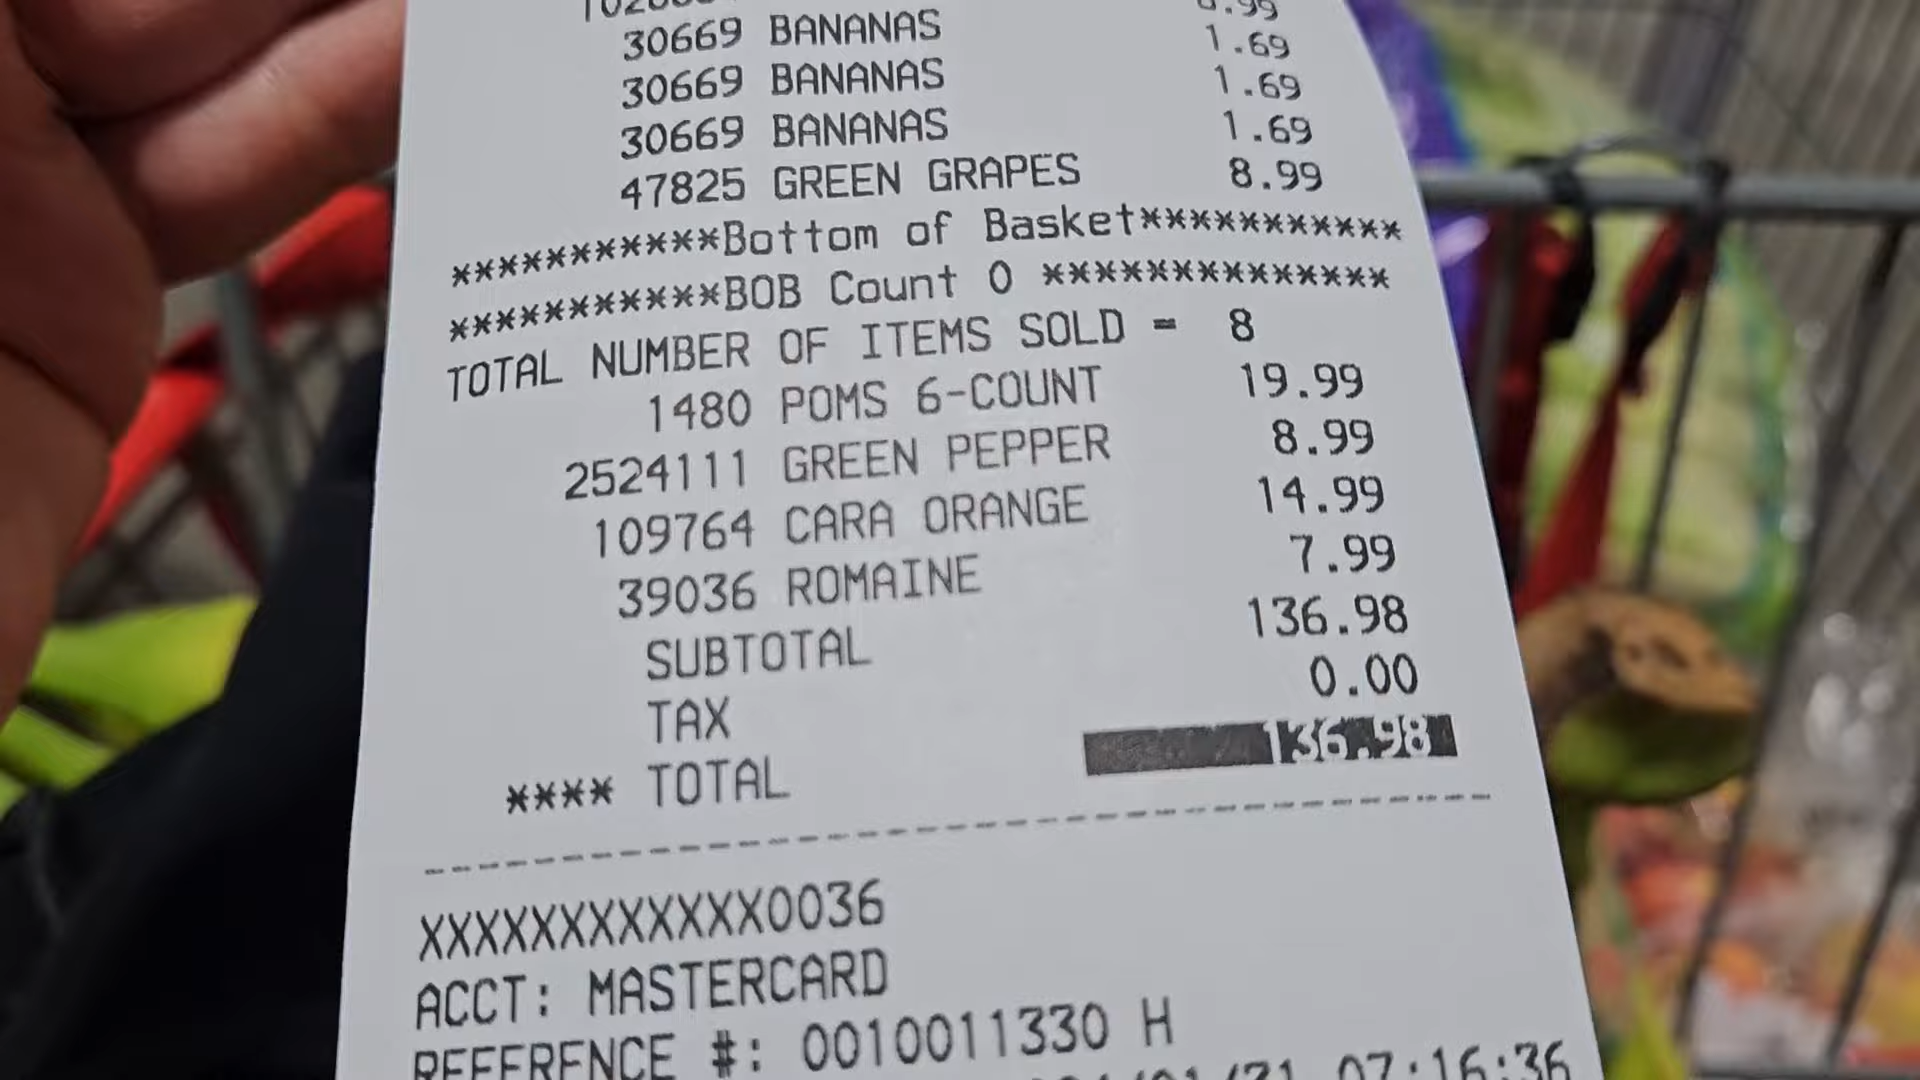 30669 BANANAS 1.69
30669 BANANAS 1.69
30669 BANANAS 1.69
47825 GREEN GRAPES 8.99
***********Bottom of Basket***********
***********BOB Count 0 **************
TOTAL NUMBER OF ITEMS SOLD = 8
1480 POMS 6-COUNT 19.99
2524111 GREEN PEPPER 8.99
109764 CARA ORANGE 14.99
39036 ROMAINE 7.99
SUBTOTAL 136.98
TAX 0.00
**** TOTAL 136.98
XXXXXXXXXXXX0036
ACCT: MASTERCARD
REFERENCE #: 0010011330 H
07:16:36